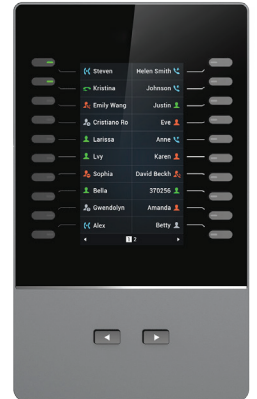 Steven Helen Smith
Kristina Johnson
Emily Wang Justin
Cristiano Ro Eve
Larissa Anne
Lvy Karen
Sophia David Beckh
Bella 370256
Gwendolyn Amanda
Alex Betty
1 2